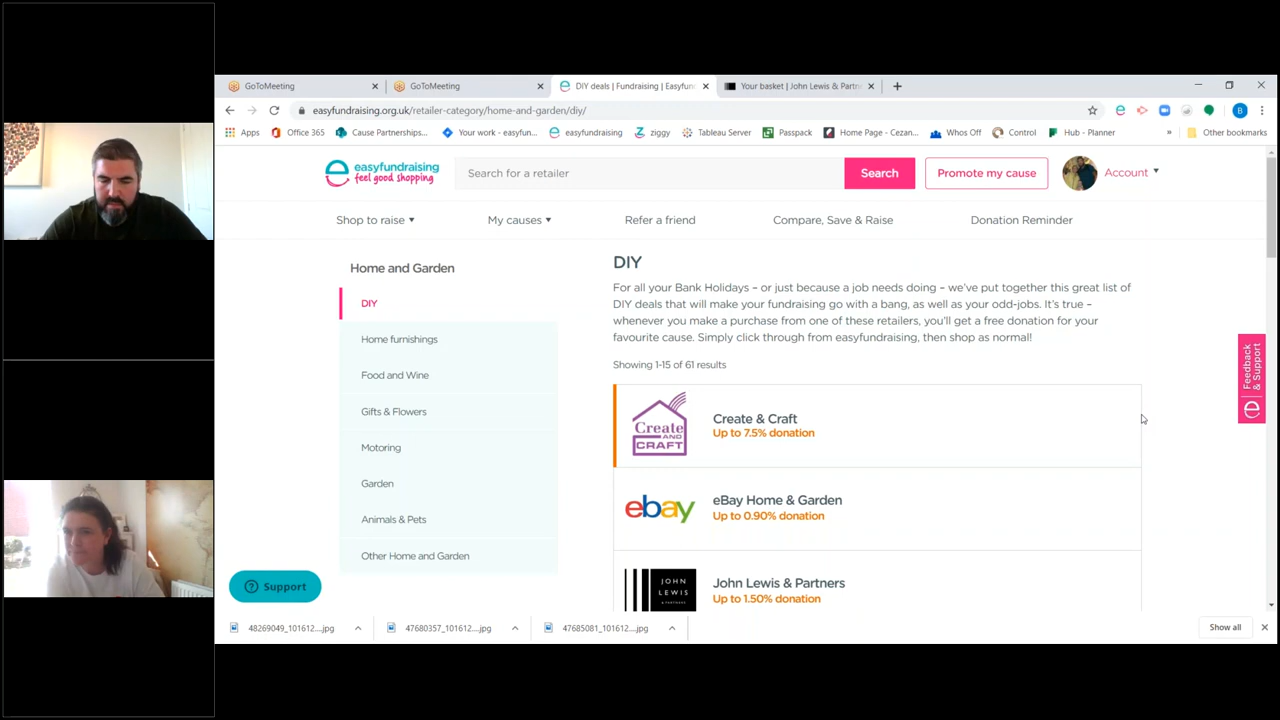 GoToMeeting
GoToMeeting
DIY deals | Fundraising | Easyfun
Your basket | John Lewis & Partn
easyfundraising.org.uk/retailer-category/home-and-garden/diy/
B
Apps
Office 365
Cause Partnerships...
Your work - easyfun...
easyfundraising
ziggy
Tableau Server
Passpack
Home Page - Cezan...
Whos Off
Control
Hub - Planner
»
Other bookmarks
easyfundraising
feel good shopping
Search for a retailer
Search
Promote my cause
Account
Shop to raise
My causes
Refer a friend
Compare, Save & Raise
Donation Reminder
Home and Garden
DIY
Home furnishings
Food and Wine
Gifts & Flowers
Motoring
Garden
Animals & Pets
Other Home and Garden
DIY
For all your Bank Holidays – or just because a job needs doing – we've put together this great list of
DIY deals that will make your fundraising go with a bang, as well as your odd-jobs. It's true –
whenever you make a purchase from one of these retailers, you'll get a free donation for your
favourite cause. Simply click through from easyfundraising, then shop as normal!
Showing 1-15 of 61 results
Create
AND
CRAFT
Create & Craft
Up to 7.5% donation
ebay
eBay Home & Garden
Up to 0.90% donation
JOHN
LEWIS
& PARTNERS
John Lewis & Partners
Up to 1.50% donation
Feedback
& Support
Support
48269049_101612....jpg
47680357_101612....jpg
47685081_101612....jpg
Show all